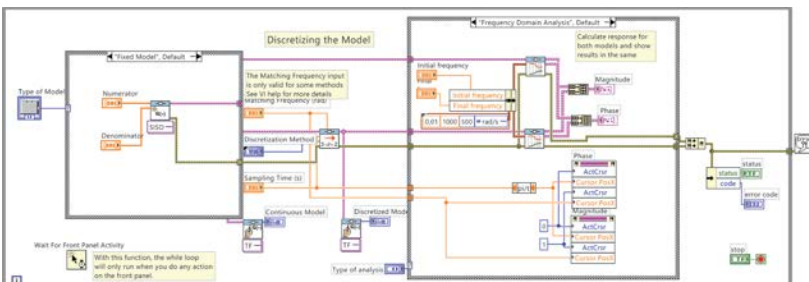 "Fixed Model", Default
"Frequency Domain Analysis", Default
Discretizing the Model
Calculate response for
both models and show
results in the same
The Matching Frequency input
is only valid for some methods
See VI help for more details
Matching Frequency (rad)
Type of Model
Numerator
Denominator
SISO
Discretization Method
Sampling Time (s)
Initial frequency
Initial frequency
Final frequency
0,01 1000 500 rad/s
Magnitude
Phase
Phase
ActCrsr
Cursor PosX
ActCrsr
Cursor PosX
Magnitude
ActCrsr
Cursor PosX
ActCrsr
Cursor PosX
0
1
Continuous Model
TF
Discretized Mode
TF
Type of analysis
Wait For Front Panel Activity
With this function, the while loop
will only run when you do any action
on the front panel.
status
status
code
error code
stop
TF
i